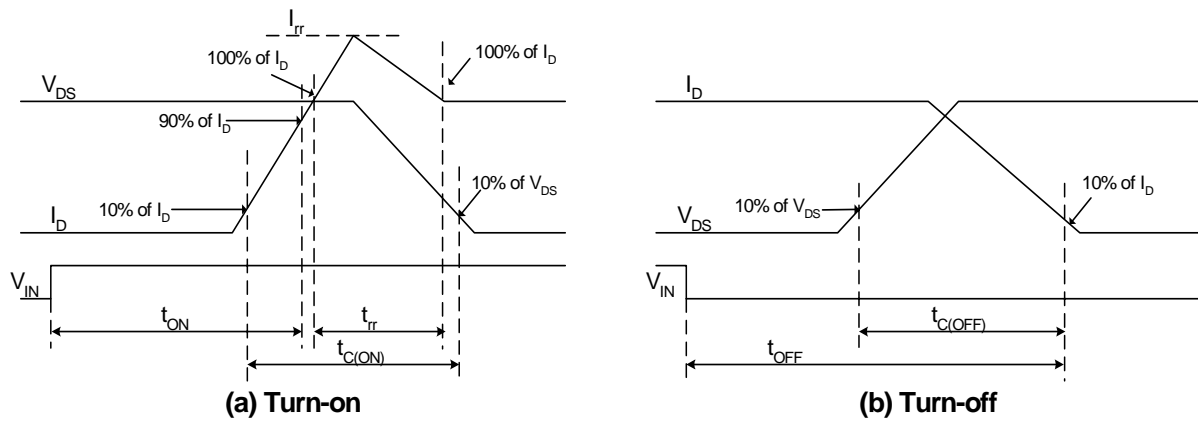 I_rr
100% of I_D
100% of I_D
V_DS
90% of I_D
10% of V_DS
10% of I_D
I_D
V_IN
t_ON
t_rr
t_C(ON)
(a) Turn-on
I_D
10% of I_D
10% of V_DS
V_DS
V_IN
t_C(OFF)
t_OFF
(b) Turn-off